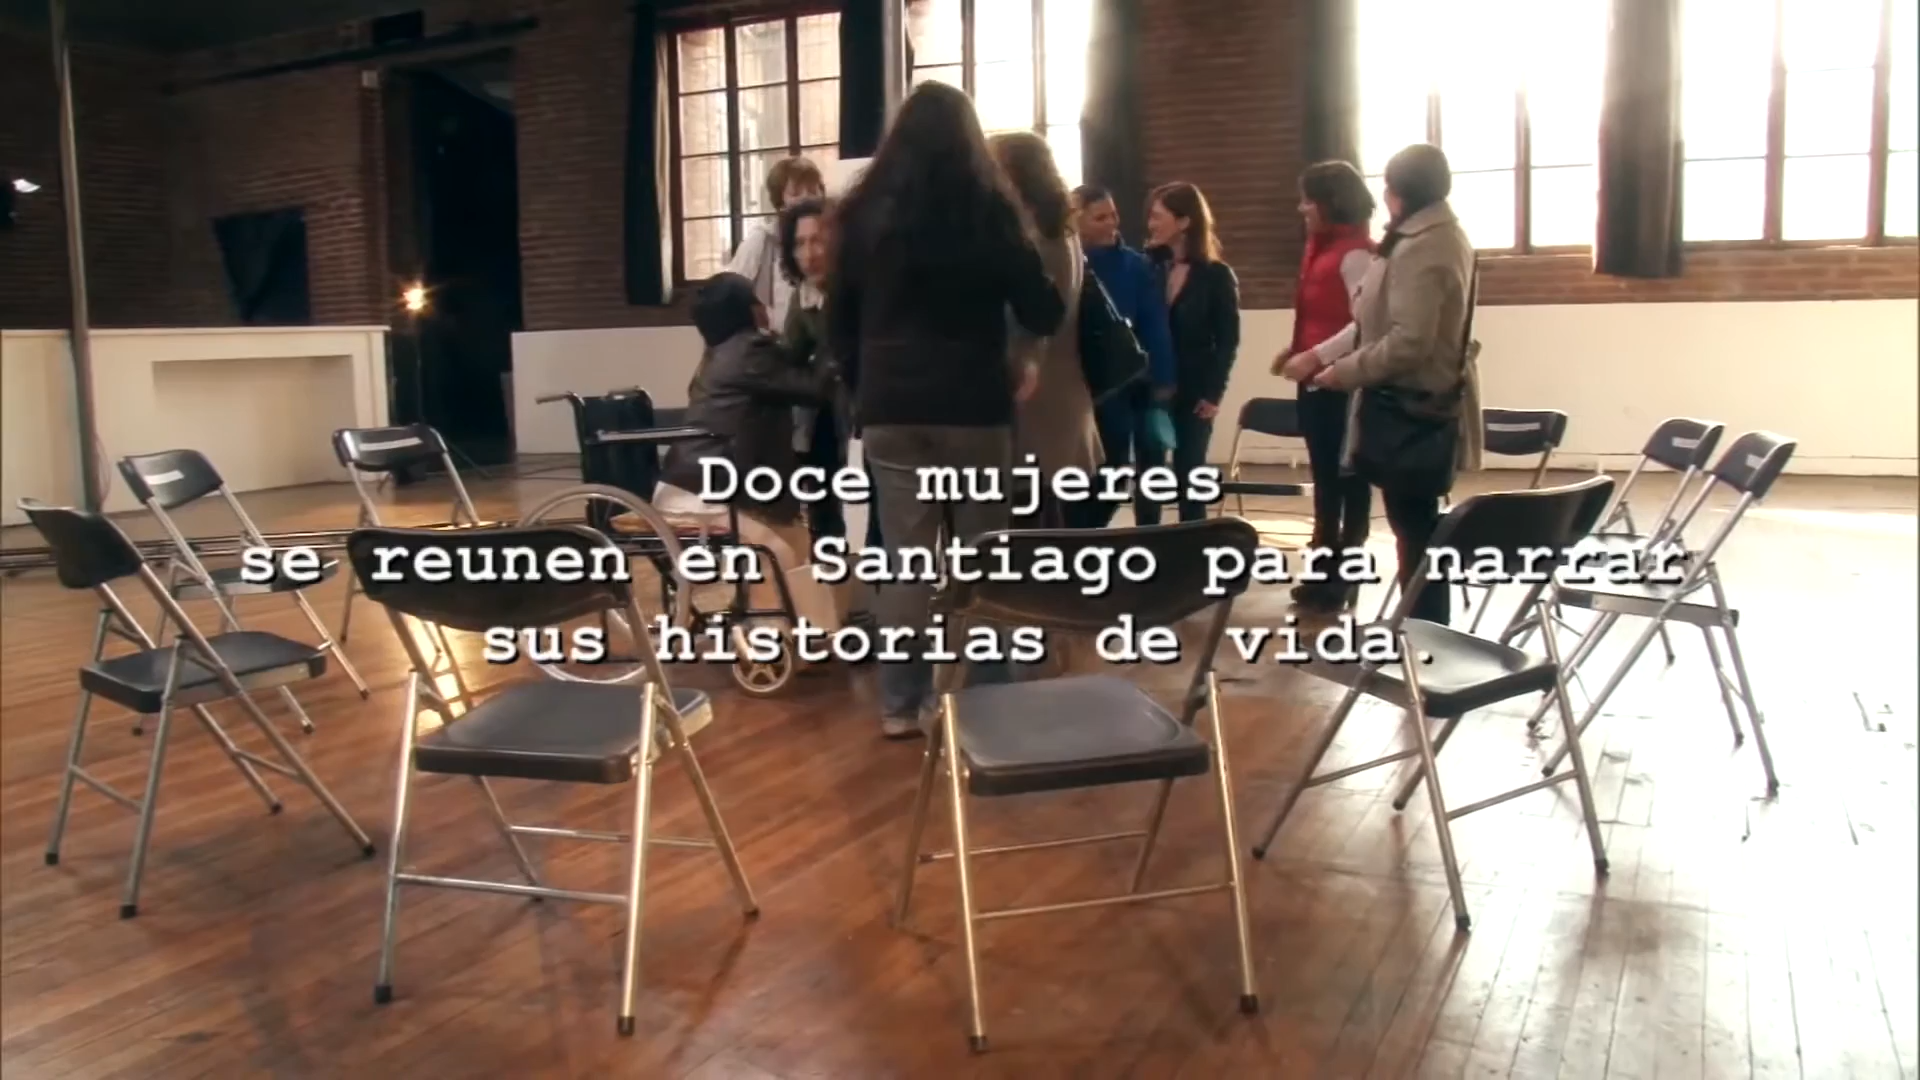 Doce mujeres
se reunen en Santiago para narrar
sus historias de vida.